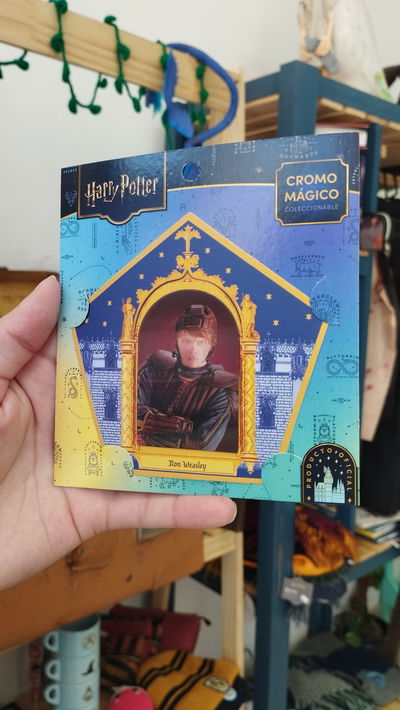 Harry Potter
CROMO
MÁGICO
COLECCIONABLE
Ron Weasley
PRODUCTO OFICIAL